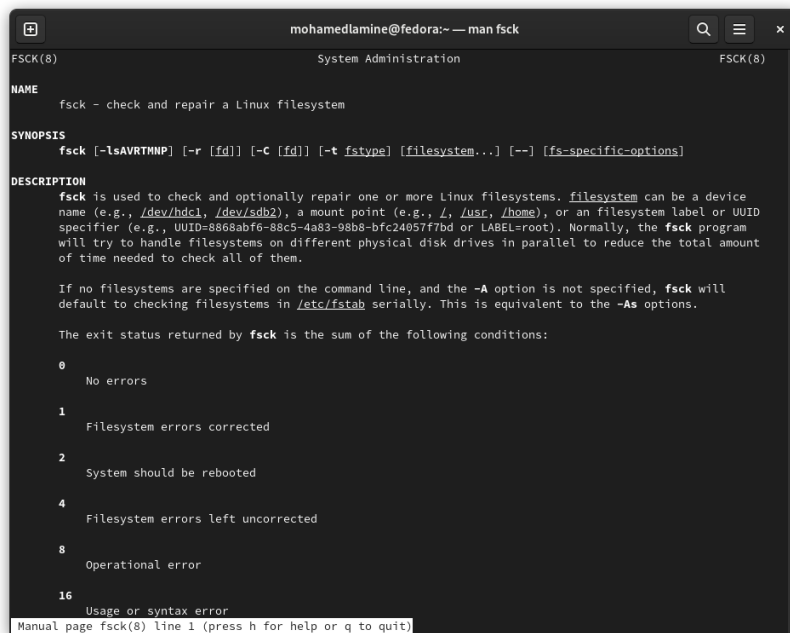 mohamedlamine@fedora:~ — man fsck
FSCK(8) System Administration FSCK(8)
NAME
fsck - check and repair a Linux filesystem
SYNOPSIS
fsck [-lsAVRTMNP] [-r [fd]] [-C [fd]] [-t fstype] [filesystem...] [--] [fs-specific-options]
DESCRIPTION
fsck is used to check and optionally repair one or more Linux filesystems. filesystem can be a device
name (e.g., /dev/hdc1, /dev/sdb2), a mount point (e.g., /, /usr, /home), or an filesystem label or UUID
specifier (e.g., UUID=8868abf6-88c5-4a83-98b8-bfc24057f7bd or LABEL=root). Normally, the fsck program
will try to handle filesystems on different physical disk drives in parallel to reduce the total amount
of time needed to check all of them.
If no filesystems are specified on the command line, and the -A option is not specified, fsck will
default to checking filesystems in /etc/fstab serially. This is equivalent to the -As options.
The exit status returned by fsck is the sum of the following conditions:
0
No errors
1
Filesystem errors corrected
2
System should be rebooted
4
Filesystem errors left uncorrected
8
Operational error
16
Usage or syntax error
Manual page fsck(8) line 1 (press h for help or q to quit)